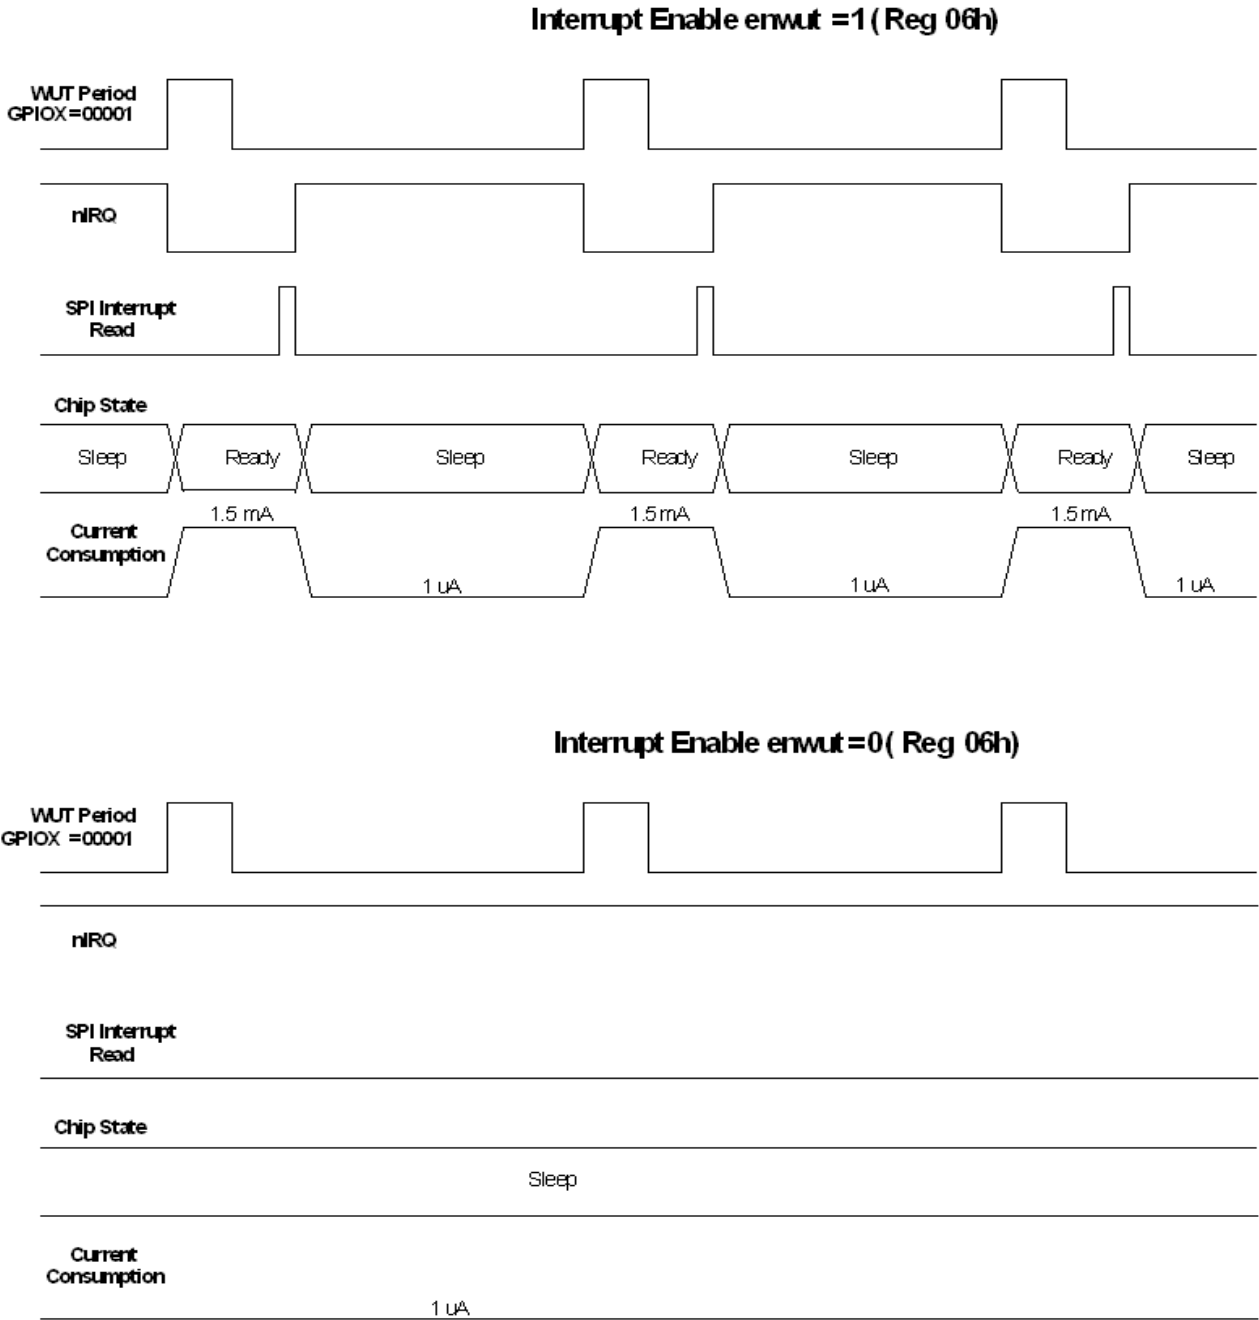 Interrupt Enable enwut =1 ( Reg 06h)
WUT Period
GPIOX=00001
nIRQ
SPI Interrupt
Read
Chip State
Sleep Ready Sleep Ready Sleep Ready Sleep
1.5 mA 1.5 mA 1.5 mA
Current
Consumption
1 uA 1 uA 1 uA
Interrupt Enable enwut=0 ( Reg 06h)
WUT Period
GPIOX =00001
nIRQ
SPI Interrupt
Read
Chip State
Sleep
Current
Consumption
1 uA